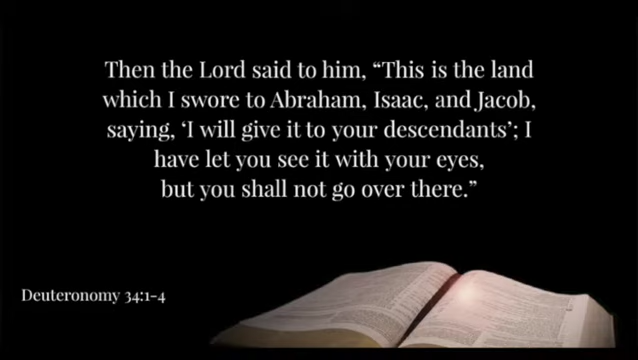 Then the Lord said to him, “This is the land
which I swore to Abraham, Isaac, and Jacob,
saying, ‘I will give it to your descendants’; I
have let you see it with your eyes,
but you shall not go over there.”
Deuteronomy 34:1-4